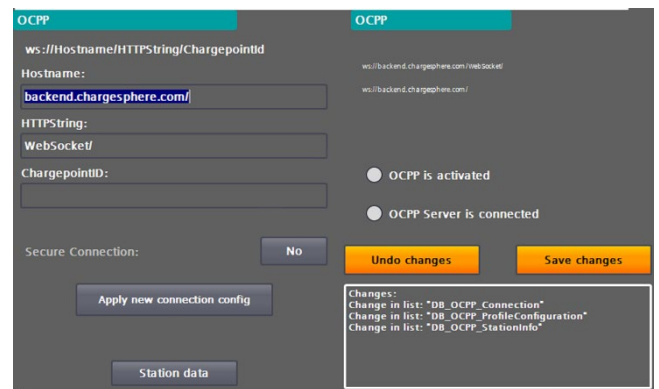 OCPP
ws://Hostname/HTTPString/ChargepointId
Hostname:
backend.chargesphere.com/
HTTPString:
WebSocket/
ChargepointID:
Secure Connection:
No
Apply new connection config
Station data
OCPP
ws://backend.chargesphere.com/WebSocket/
ws://backend.chargesphere.com/
OCPP is activated
OCPP Server is connected
Undo changes
Save changes
Changes:
Change in list: "DB_OCPP_Connection"
Change in list: "DB_OCPP_ProfileConfiguration"
Change in list: "DB_OCPP_StationInfo"